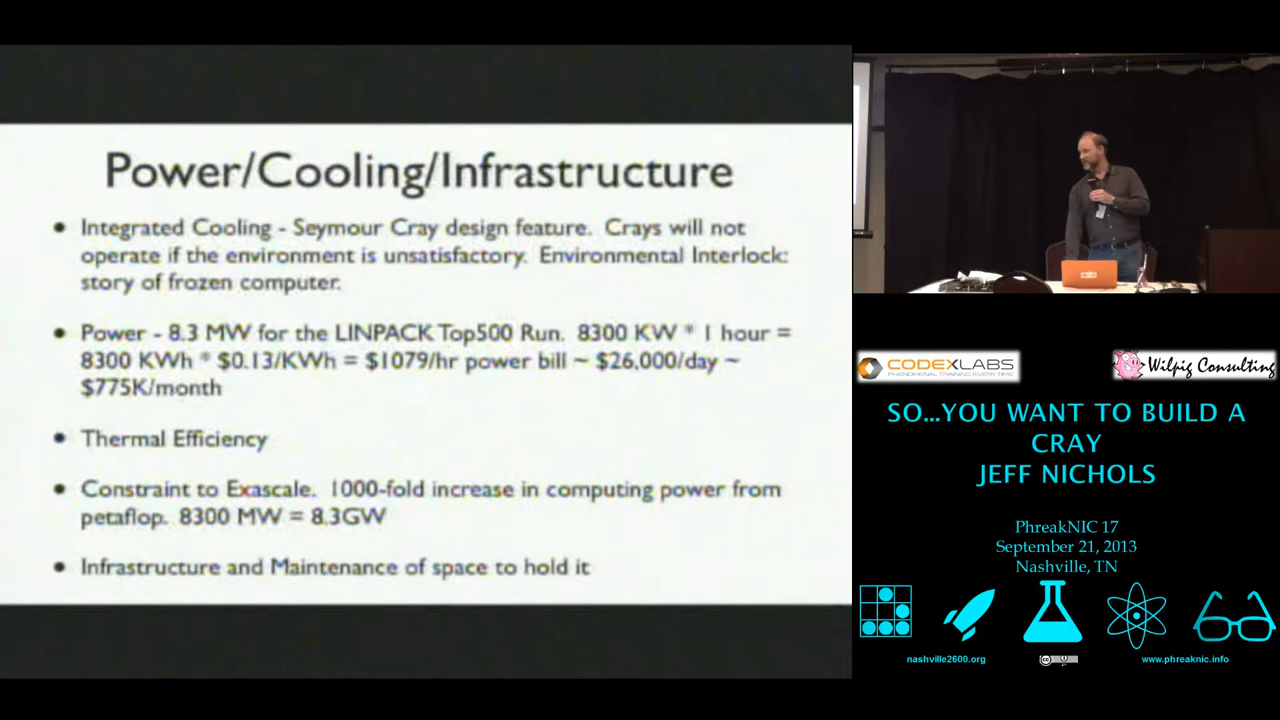 Power/Cooling/Infrastructure
• Integrated Cooling - Seymour Cray design feature. Crays will not
operate if the environment is unsatisfactory. Environmental Interlock:
story of frozen computer.
• Power - 8.3 MW for the LINPACK Top500 Run. 8300 KW * 1 hour =
8300 KWh * $0.13/KWh = $1079/hr power bill ~ $26,000/day ~
$775K/month
• Thermal Efficiency
• Constraint to Exascale. 1000-fold increase in computing power from
petaflop. 8300 MW = 8.3GW
• Infrastructure and Maintenance of space to hold it
CODEXLABS
PHENOMENAL TRAINING EVERY TIME
Wilpig Consulting
SO...YOU WANT TO BUILD A
CRAY
JEFF NICHOLS
PhreakNIC 17
September 21, 2013
Nashville, TN
nashville2600.org
cc
www.phreaknic.info